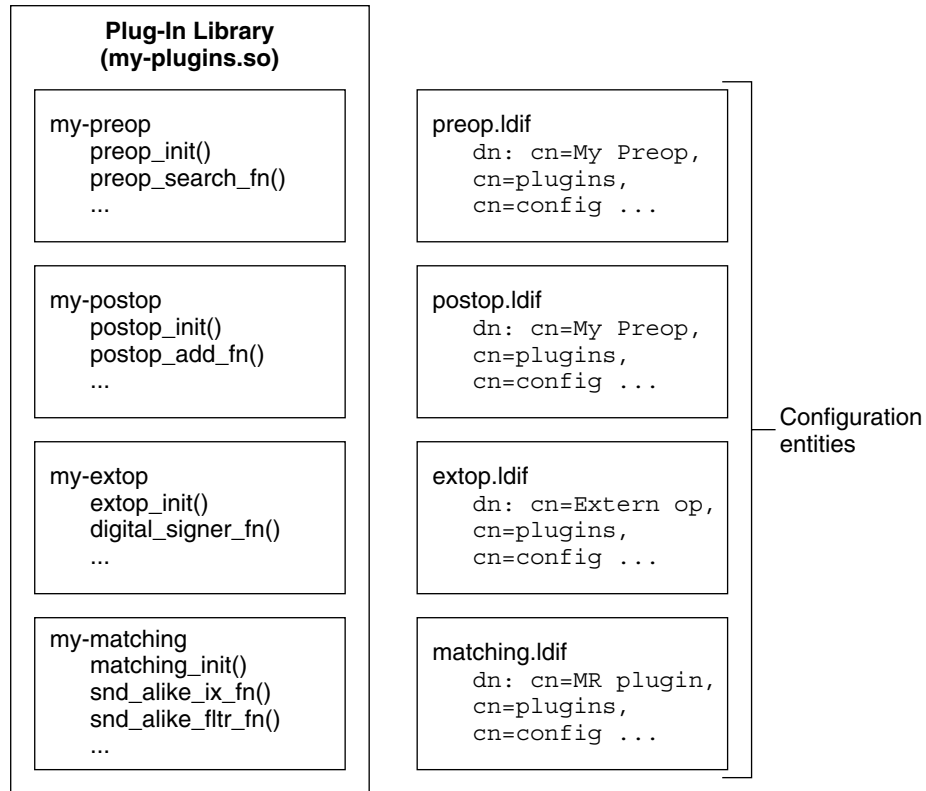 Plug-In Library
(my-plugins.so)
my-preop
preop_init()
preop_search_fn()
...
preop.ldif
dn: cn=My Preop,
cn=plugins,
cn=config ...
my-postop
postop_init()
postop_add_fn()
...
postop.ldif
dn: cn=My Preop,
cn=plugins,
cn=config ...
my-extop
extop_init()
digital_signer_fn()
...
extop.ldif
dn: cn=Extern op,
cn=plugins,
cn=config ...
my-matching
matching_init()
snd_alike_ix_fn()
snd_alike_fltr_fn()
...
matching.ldif
dn: cn=MR plugin,
cn=plugins,
cn=config ...
Configuration
entities